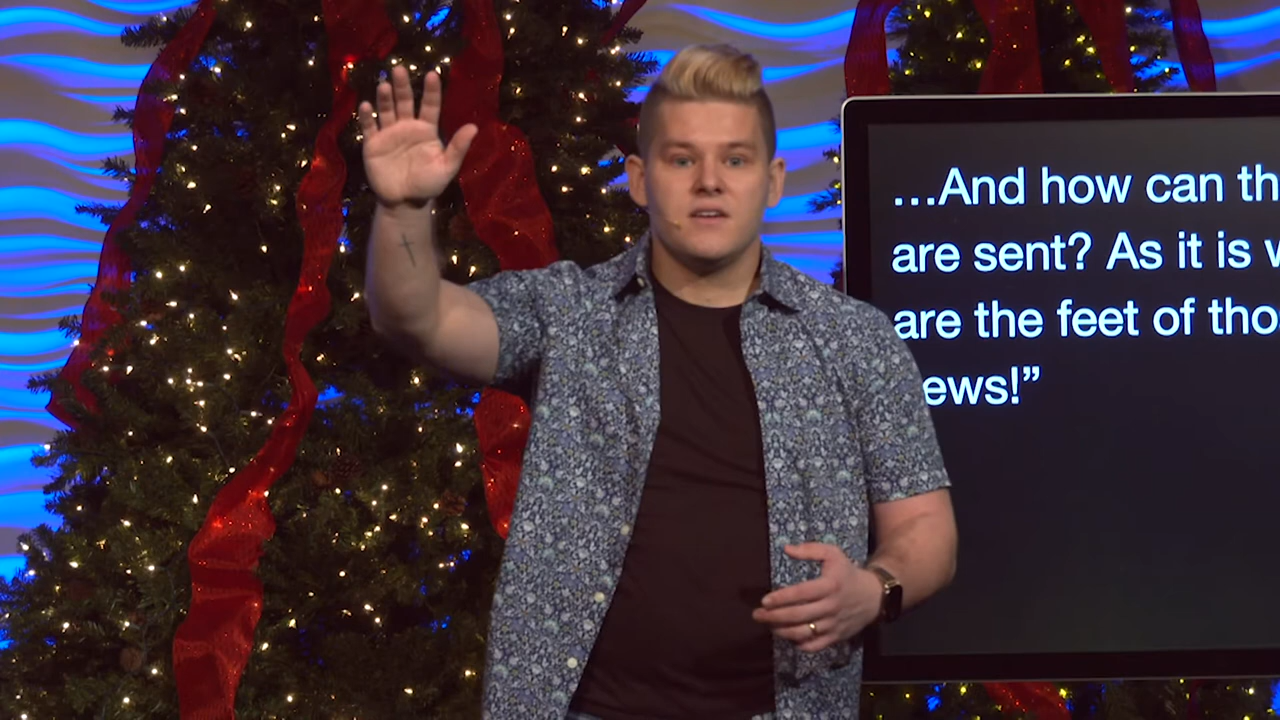 …And how can th
are sent? As it is w
are the feet of tho
ews!”